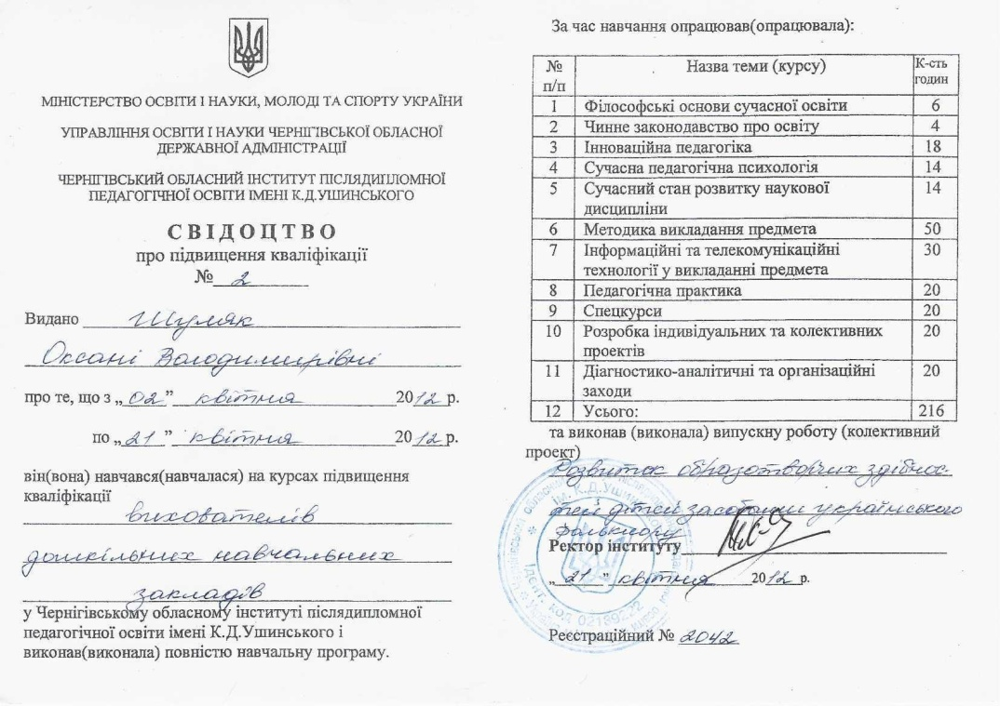 МІНІСТЕРСТВО ОСВІТИ І НАУКИ, МОЛОДІ ТА СПОРТУ УКРАЇНИ
УПРАВЛІННЯ ОСВІТИ І НАУКИ ЧЕРНІГІВСЬКОЇ ОБЛАСНОЇ
ДЕРЖАВНОЇ АДМІНІСТРАЦІЇ
ЧЕРНІГІВСЬКИЙ ОБЛАСНИЙ ІНСТИТУТ ПІСЛЯДИПЛОМНОЇ
ПЕДАГОГІЧНОЇ ОСВІТИ ІМЕНІ К.Д.УШИНСЬКОГО
СВІДОЦТВО
про підвищення кваліфікації
№ 2
Видано Шуляк
Оксані Володимирівні
про те, що з „02” квітня 2012 р.
по „21” квітня 2012 р.
він(вона) навчався(навчалася) на курсах підвищення
кваліфікації
вихователів
дошкільних навчальних
закладів
у Чернігівському обласному інституті післядипломної
педагогічної освіти імені К.Д.Ушинського і
виконав(виконала) повністю навчальну програму.
За час навчання опрацював(опрацювала):
№ п/п Назва теми (курсу) К-сть годин
1 Філософські основи сучасної освіти 6
2 Чинне законодавство про освіту 4
3 Інноваційна педагогіка 18
4 Сучасна педагогічна психологія 14
5 Сучасний стан розвитку наукової 14
дисципліни
6 Методика викладання предмета 50
7 Інформаційні та телекомунікаційні 30
технології у викладанні предмета
8 Педагогічна практика 20
9 Спецкурси 20
10 Розробка індивідуальних та колективних 20
проектів
11 Діагностико-аналітичні та організаційні 20
заходи
12 Усього: 216
та виконав (виконала) випускну роботу (колективний
проект)
Розвиток образотворчих здібнос-
тей дітей засобами українського
фольклору
Ректор інституту
„21” квітня 2012 р.
Реєстраційний № 2042
ім. К.Д.Ушинського
Ідент. код 02139222